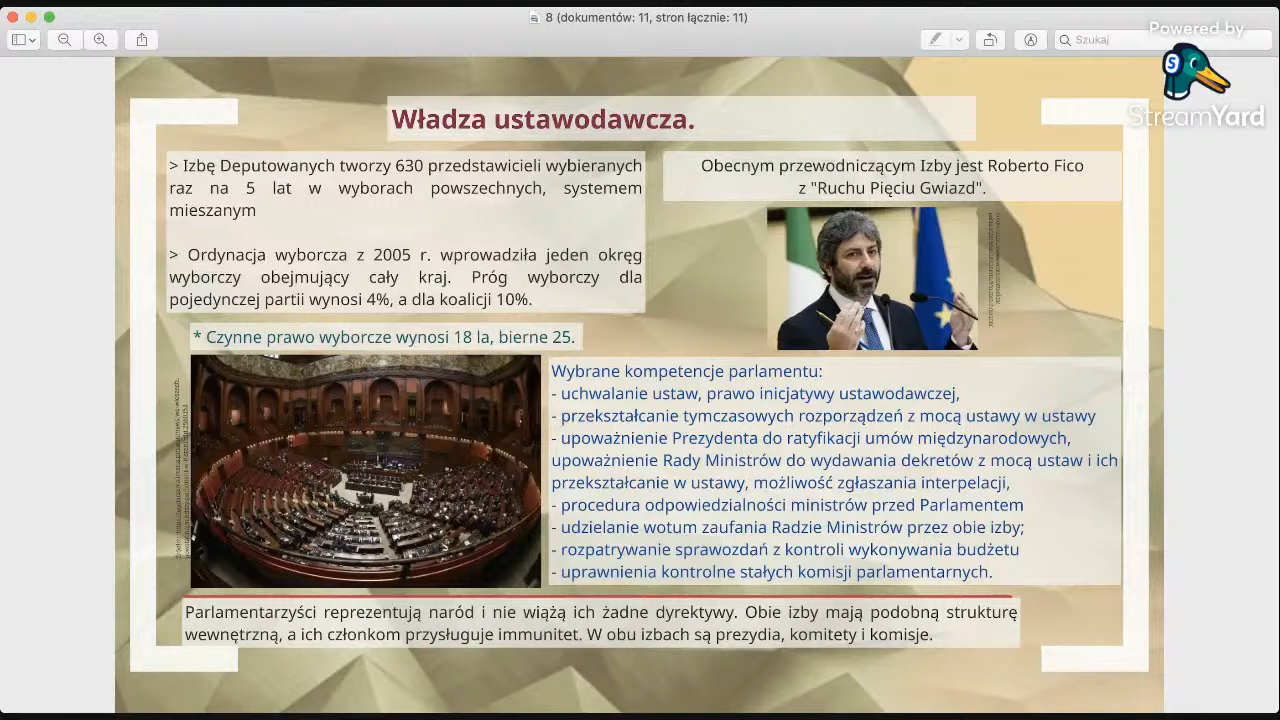 8 (dokumentów: 11, stron łącznie: 11)
Szukaj
Powered by
S
StreamYard
Władza ustawodawcza.
> Izbę Deputowanych tworzy 630 przedstawicieli wybieranych
raz na 5 lat w wyborach powszechnych, systemem
mieszanym
> Ordynacja wyborcza z 2005 r. wprowadziła jeden okręg
wyborczy obejmujący cały kraj. Próg wyborczy dla
pojedynczej partii wynosi 4%, a dla koalicji 10%.
* Czynne prawo wyborcze wynosi 18 la, bierne 25.
Obecnym przewodniczącym Izby jest Roberto Fico
z "Ruchu Pięciu Gwiazd".
Wybrane kompetencje parlamentu:
- uchwalanie ustaw, prawo inicjatywy ustawodawczej,
- przekształcanie tymczasowych rozporządzeń z mocą ustawy w ustawy
- upoważnienie Prezydenta do ratyfikacji umów międzynarodowych,
upoważnienie Rady Ministrów do wydawania dekretów z mocą ustaw i ich
przekształcanie w ustawy, możliwość zgłaszania interpelacji,
- procedura odpowiedzialności ministrów przed Parlamentem
- udzielanie wotum zaufania Radzie Ministrów przez obie izby;
- rozpatrywanie sprawozdań z kontroli wykonywania budżetu
- uprawnienia kontrolne stałych komisji parlamentarnych.
Parlamentarzyści reprezentują naród i nie wiążą ich żadne dyrektywy. Obie izby mają podobną strukturę
wewnętrzną, a ich członkom przysługuje immunitet. W obu izbach są prezydia, komitety i komisje.